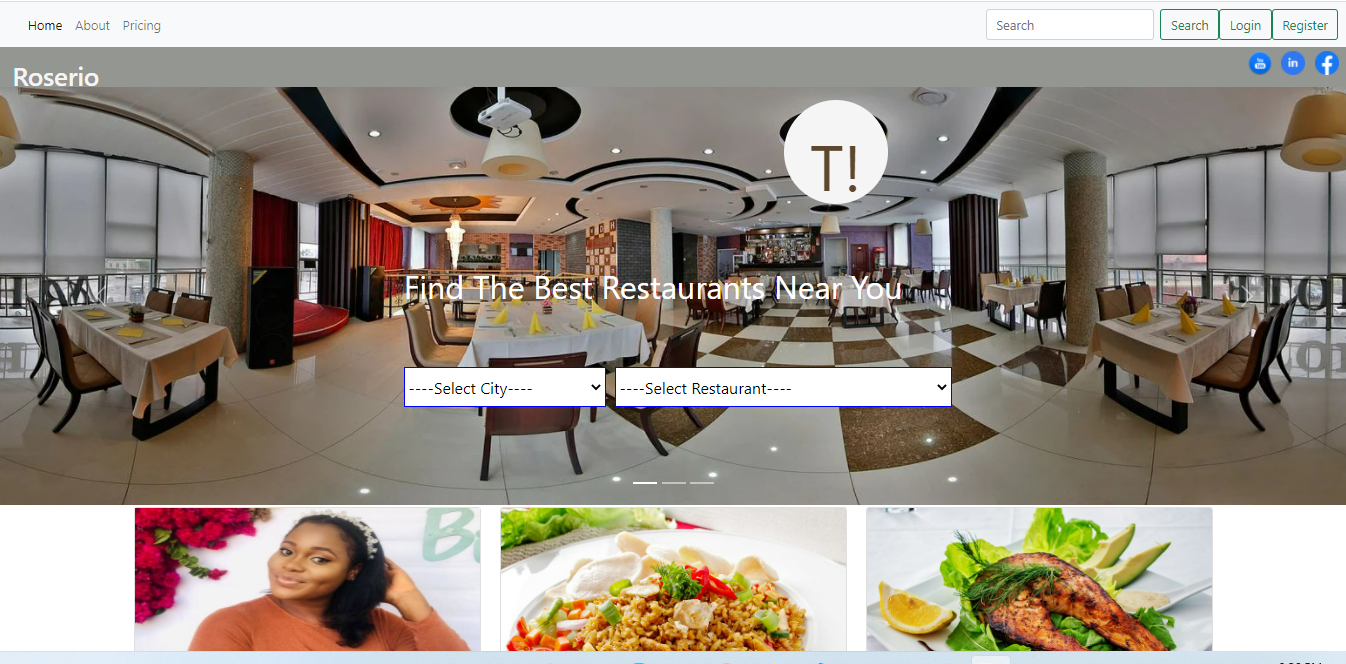 Home About Pricing Search Search Login Register
Roserio
You
in
T!
Find The Best Restaurants Near You
----Select City---- ----Select Restaurant----